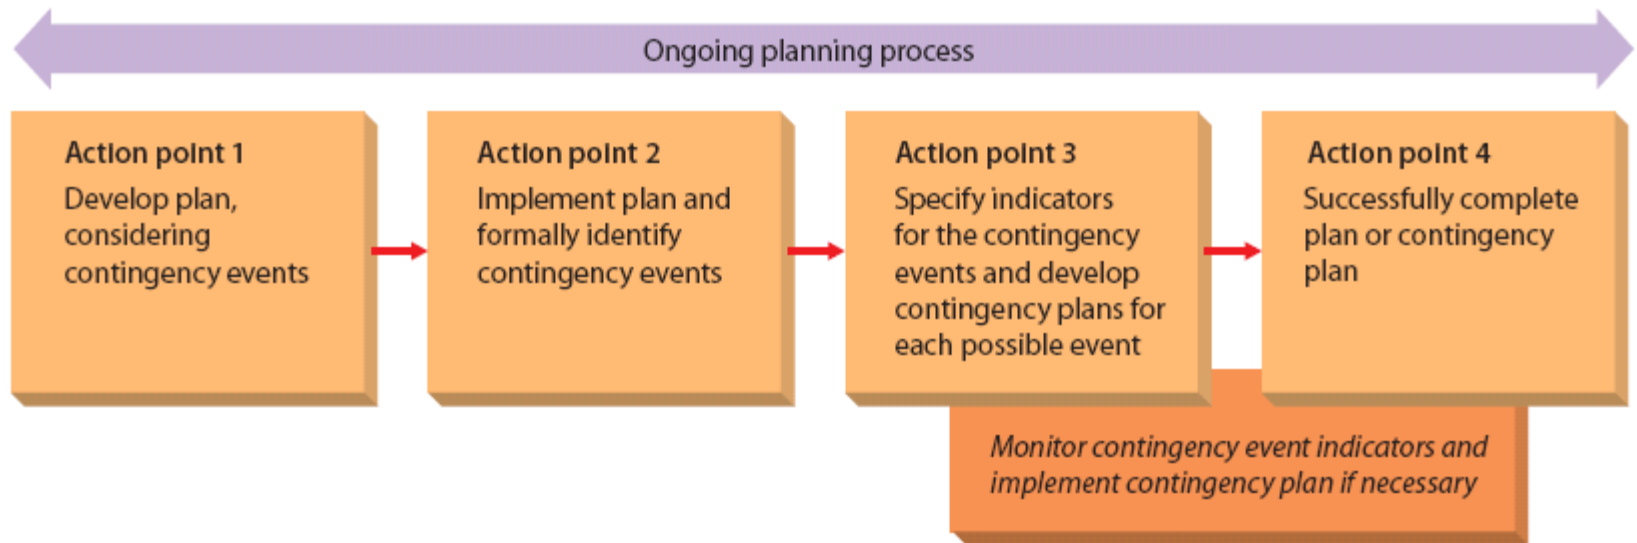 Ongoing planning process
Action point 1
Develop plan,
considering
contingency events
Action point 2
Implement plan and
formally identify
contingency events
Action point 3
Specify indicators
for the contingency
events and develop
contingency plans for
each possible event
Action point 4
Successfully complete
plan or contingency
plan
Monitor contingency event indicators and
implement contingency plan if necessary